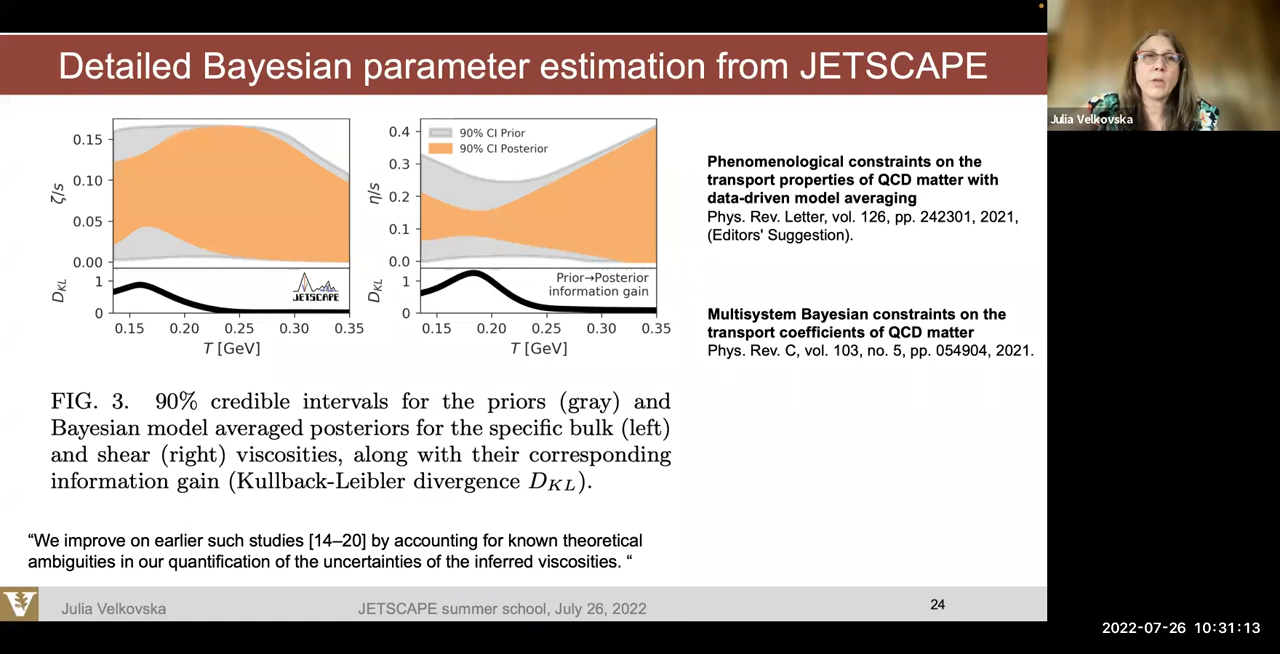 Detailed Bayesian parameter estimation from JETSCAPE
Julia Velkovska
0.15
0.10
0.05
0.00
ζ/s
1
0
D_KL
JETSCAPE
0.15 0.20 0.25 0.30 0.35
T [GeV]
0.4
0.3
0.2
0.1
0.0
η/s
90% CI Prior
90% CI Posterior
1
0
D_KL
Prior→Posterior
information gain
0.15 0.20 0.25 0.30 0.35
T [GeV]
Phenomenological constraints on the
transport properties of QCD matter with
data-driven model averaging
Phys. Rev. Letter, vol. 126, pp. 242301, 2021,
(Editors' Suggestion).
Multisystem Bayesian constraints on the
transport coefficients of QCD matter
Phys. Rev. C, vol. 103, no. 5, pp. 054904, 2021.
FIG. 3. 90% credible intervals for the priors (gray) and
Bayesian model averaged posteriors for the specific bulk (left)
and shear (right) viscosities, along with their corresponding
information gain (Kullback-Leibler divergence D_KL).
“We improve on earlier such studies [14–20] by accounting for known theoretical
ambiguities in our quantification of the uncertainties of the inferred viscosities. “
V
Julia Velkovska
JETSCAPE summer school, July 26, 2022
24
2022-07-26 10:31:13